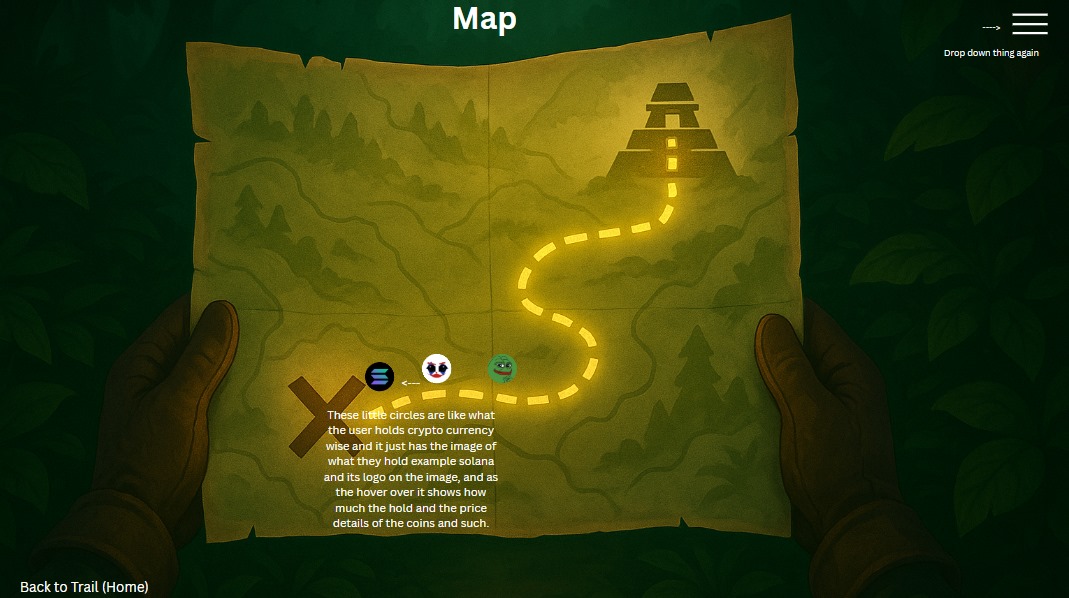 Map
---->
Drop down thing again
<----
These little circles are like what
the user holds crypto currency
wise and it just has the image of
what they hold example solana
and its logo on the image, and as
the hover over it shows how
much the hold and the price
details of the coins and such.
Back to Trail (Home)